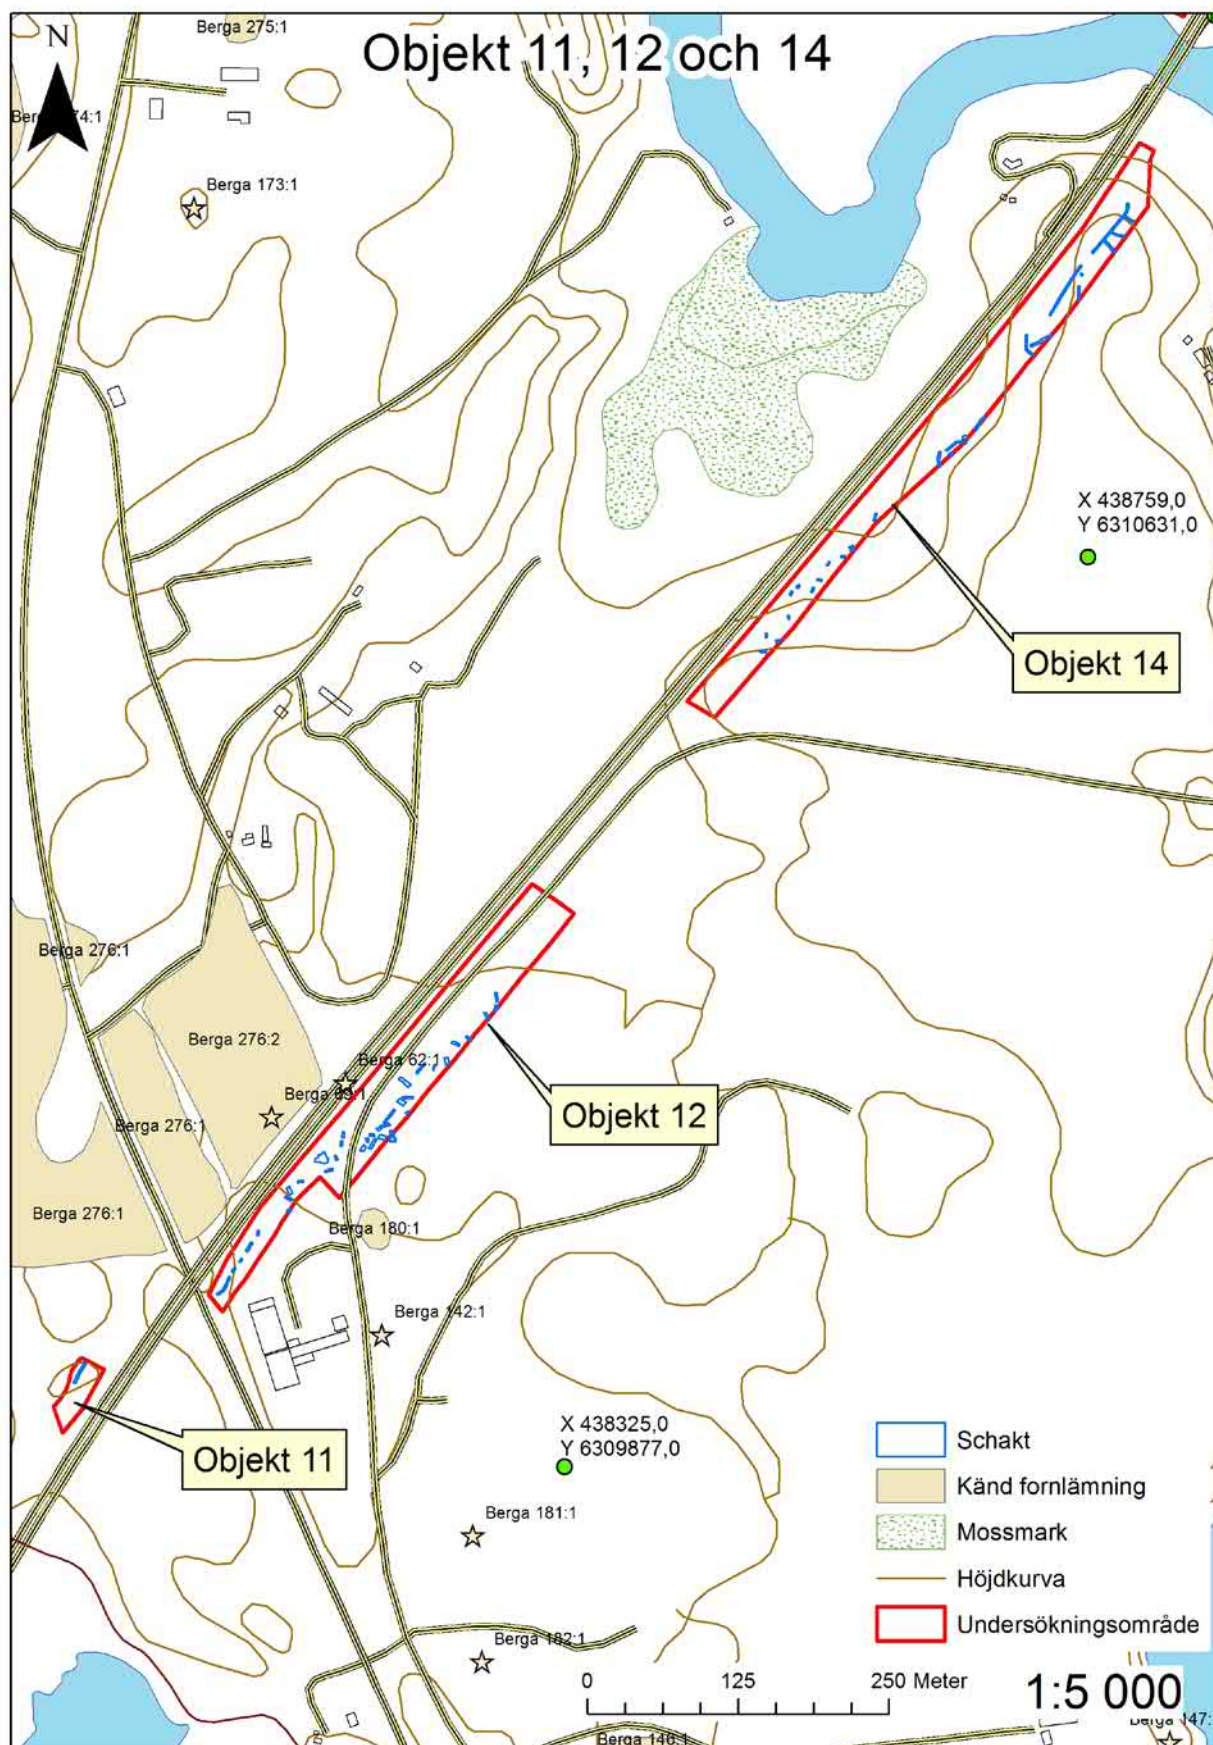 Berga 275:1
N
Objekt 11, 12 och 14
Berga 173:1
X 438759,0
Y 6310631,0
Objekt 14
Berga 276:1
Berga 276:2
Berga 62:1
Berga 276:1
Objekt 12
Berga 276:1
Berga 180:1
Berga 142:1
X 438325,0
Y 6309877,0
Objekt 11
Schakt
Känd fornlämning
Mossmark
Höjdkurva
Undersökningsområde
Berga 181:1
Berga 182:1
0 125 250 Meter
1:5 000
Berga 146:1